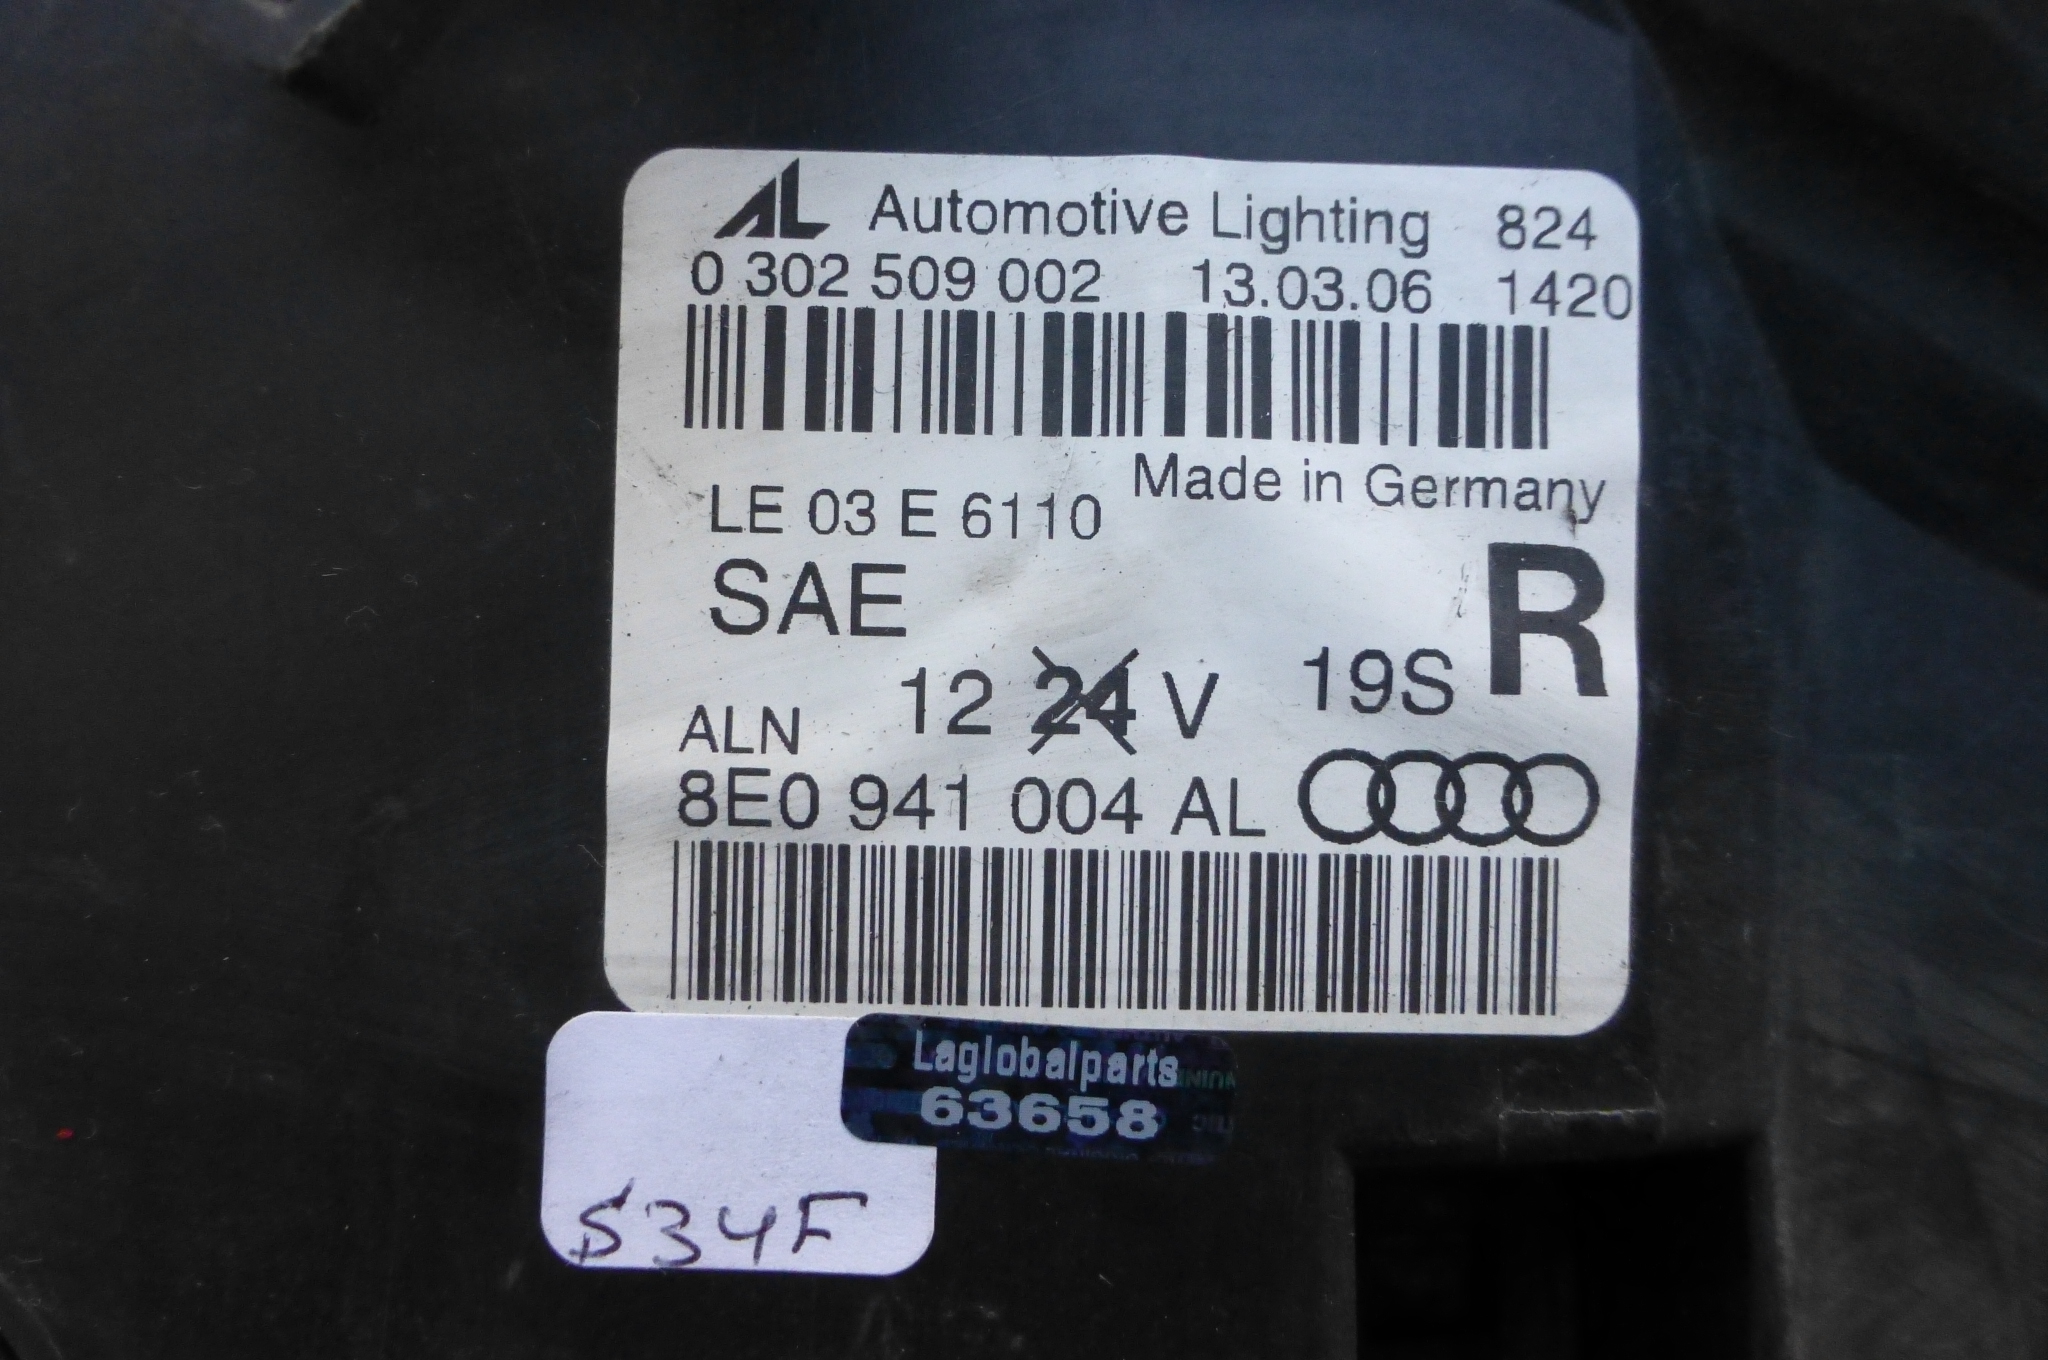 AL Automotive Lighting 824
0 302 509 002 13.03.06 1420
Made in Germany
LE 03 E 6110
SAE R
12 24 V 19S
ALN
8E0 941 004 AL
Laglobalparts
63658
S34F